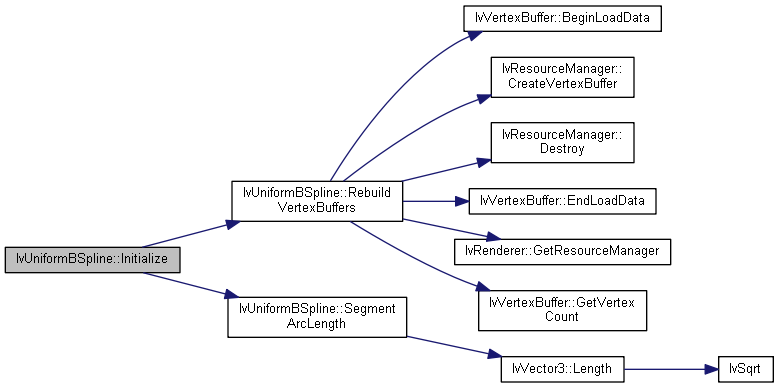 IvVertexBuffer::BeginLoadData
IvResourceManager::
CreateVertexBuffer
IvResourceManager::
Destroy
IvUniformBSpline::Rebuild
VertexBuffers
IvVertexBuffer::EndLoadData
IvRenderer::GetResourceManager
IvUniformBSpline::Initialize
IvVertexBuffer::GetVertex
Count
IvUniformBSpline::Segment
ArcLength
IvVector3::Length
IvSqrt